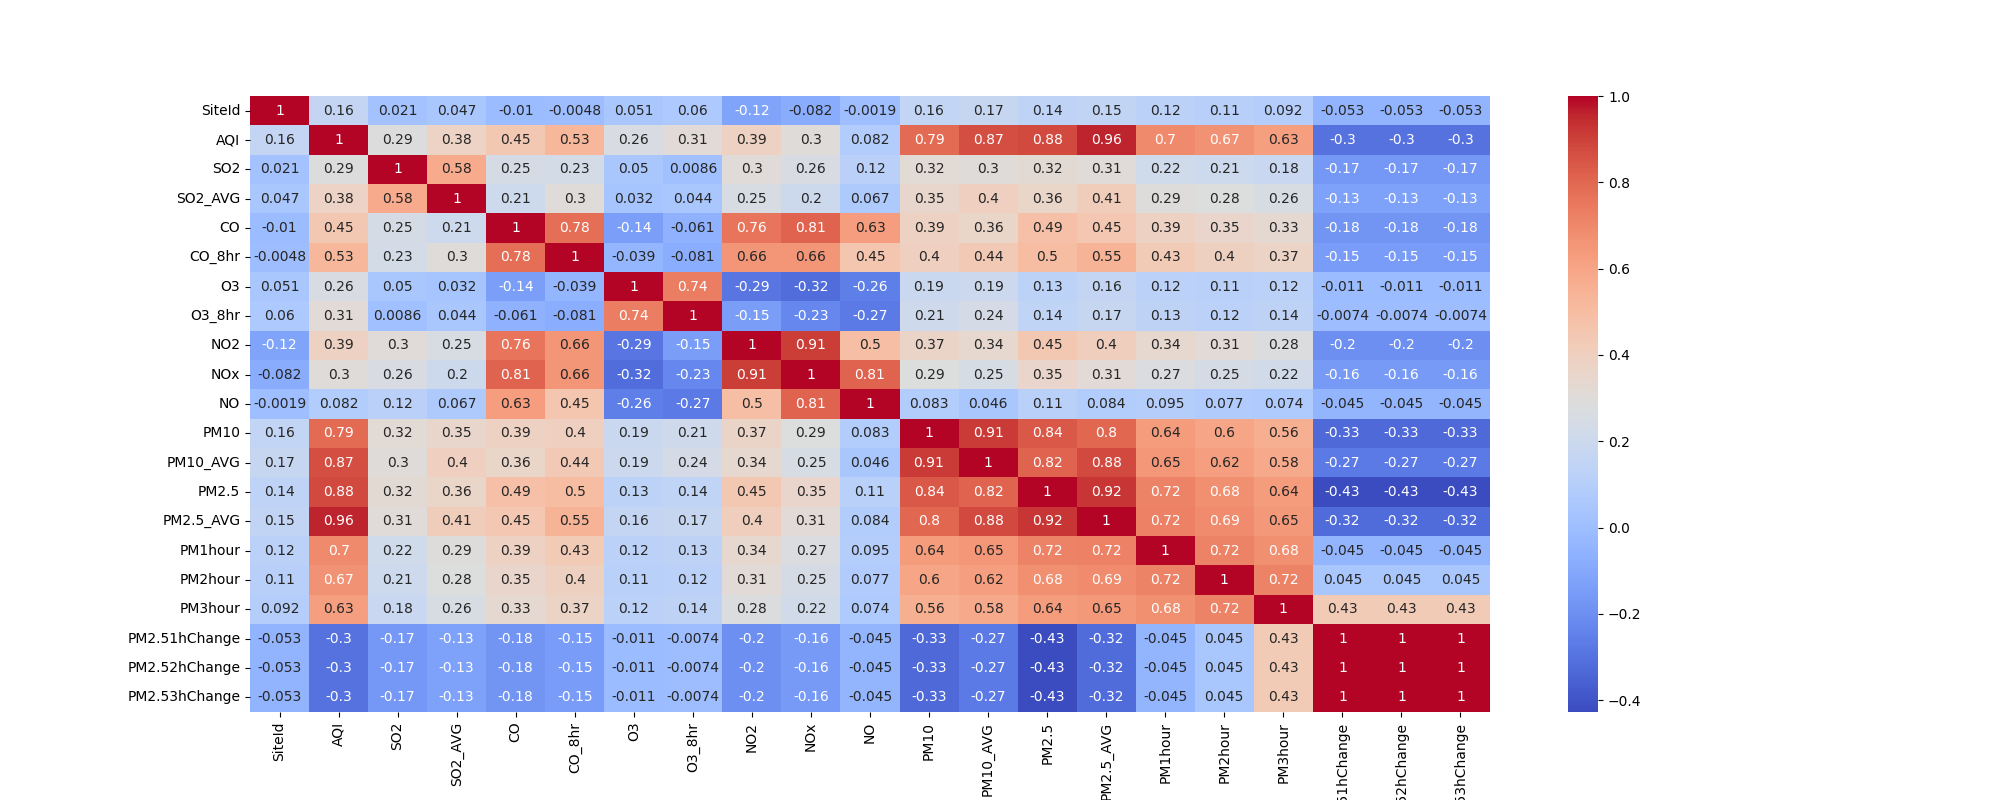 SiteId 1 0.16 0.021 0.047 -0.01 -0.0048 0.051 0.06 -0.12 -0.082 -0.0019 0.16 0.17 0.14 0.15 0.12 0.11 0.092 -0.053 -0.053 -0.053
AQI 0.16 1 0.29 0.38 0.45 0.53 0.26 0.31 0.39 0.3 0.082 0.79 0.87 0.88 0.96 0.7 0.67 0.63 -0.3 -0.3 -0.3
SO2 0.021 0.29 1 0.58 0.25 0.23 0.05 0.0086 0.3 0.26 0.12 0.32 0.3 0.32 0.31 0.22 0.21 0.18 -0.17 -0.17 -0.17
SO2_AVG 0.047 0.38 0.58 1 0.21 0.3 0.032 0.044 0.25 0.2 0.067 0.35 0.4 0.36 0.41 0.29 0.28 0.26 -0.13 -0.13 -0.13
CO -0.01 0.45 0.25 0.21 1 0.78 -0.14 -0.061 0.76 0.81 0.63 0.39 0.36 0.49 0.45 0.39 0.35 0.33 -0.18 -0.18 -0.18
CO_8hr -0.0048 0.53 0.23 0.3 0.78 1 -0.039 -0.081 0.66 0.66 0.45 0.4 0.44 0.5 0.55 0.43 0.4 0.37 -0.15 -0.15 -0.15
O3 0.051 0.26 0.05 0.032 -0.14 -0.039 1 0.74 -0.29 -0.32 -0.26 0.19 0.19 0.13 0.16 0.12 0.11 0.12 -0.011 -0.011 -0.011
O3_8hr 0.06 0.31 0.0086 0.044 -0.061 -0.081 0.74 1 -0.15 -0.23 -0.27 0.21 0.24 0.14 0.17 0.13 0.12 0.14 -0.0074 -0.0074 -0.0074
NO2 -0.12 0.39 0.3 0.25 0.76 0.66 -0.29 -0.15 1 0.91 0.5 0.37 0.34 0.45 0.4 0.34 0.31 0.28 -0.2 -0.2 -0.2
NOx -0.082 0.3 0.26 0.2 0.81 0.66 -0.32 -0.23 0.91 1 0.81 0.29 0.25 0.35 0.31 0.27 0.25 0.22 -0.16 -0.16 -0.16
NO -0.0019 0.082 0.12 0.067 0.63 0.45 -0.26 -0.27 0.5 0.81 1 0.083 0.046 0.11 0.084 0.095 0.077 0.074 -0.045 -0.045 -0.045
PM10 0.16 0.79 0.32 0.35 0.39 0.4 0.19 0.21 0.37 0.29 0.083 1 0.91 0.84 0.8 0.64 0.6 0.56 -0.33 -0.33 -0.33
PM10_AVG 0.17 0.87 0.3 0.4 0.36 0.44 0.19 0.24 0.34 0.25 0.046 0.91 1 0.82 0.88 0.65 0.62 0.58 -0.27 -0.27 -0.27
PM2.5 0.14 0.88 0.32 0.36 0.49 0.5 0.13 0.14 0.45 0.35 0.11 0.84 0.82 1 0.92 0.72 0.68 0.64 -0.43 -0.43 -0.43
PM2.5_AVG 0.15 0.96 0.31 0.41 0.45 0.55 0.16 0.17 0.4 0.31 0.084 0.8 0.88 0.92 1 0.72 0.69 0.65 -0.32 -0.32 -0.32
PM1hour 0.12 0.7 0.22 0.29 0.39 0.43 0.12 0.13 0.34 0.27 0.095 0.64 0.65 0.72 0.72 1 0.72 0.68 -0.045 -0.045 -0.045
PM2hour 0.11 0.67 0.21 0.28 0.35 0.4 0.11 0.12 0.31 0.25 0.077 0.6 0.62 0.68 0.69 0.72 1 0.72 0.045 0.045 0.045
PM3hour 0.092 0.63 0.18 0.26 0.33 0.37 0.12 0.14 0.28 0.22 0.074 0.56 0.58 0.64 0.65 0.68 0.72 1 0.43 0.43 0.43
PM2.51hChange -0.053 -0.3 -0.17 -0.13 -0.18 -0.15 -0.011 -0.0074 -0.2 -0.16 -0.045 -0.33 -0.27 -0.43 -0.32 -0.045 0.045 0.43 1 1 1
PM2.52hChange -0.053 -0.3 -0.17 -0.13 -0.18 -0.15 -0.011 -0.0074 -0.2 -0.16 -0.045 -0.33 -0.27 -0.43 -0.32 -0.045 0.045 0.43 1 1 1
PM2.53hChange -0.053 -0.3 -0.17 -0.13 -0.18 -0.15 -0.011 -0.0074 -0.2 -0.16 -0.045 -0.33 -0.27 -0.43 -0.32 -0.045 0.045 0.43 1 1 1
SiteId
AQI
SO2
SO2_AVG
CO
CO_8hr
O3
O3_8hr
NO2
NOx
NO
PM10
PM10_AVG
PM2.5
PM2.5_AVG
PM1hour
PM2hour
PM3hour
51hChange
52hChange
53hChange
1.0
0.8
0.6
0.4
0.2
0.0
−0.2
−0.4